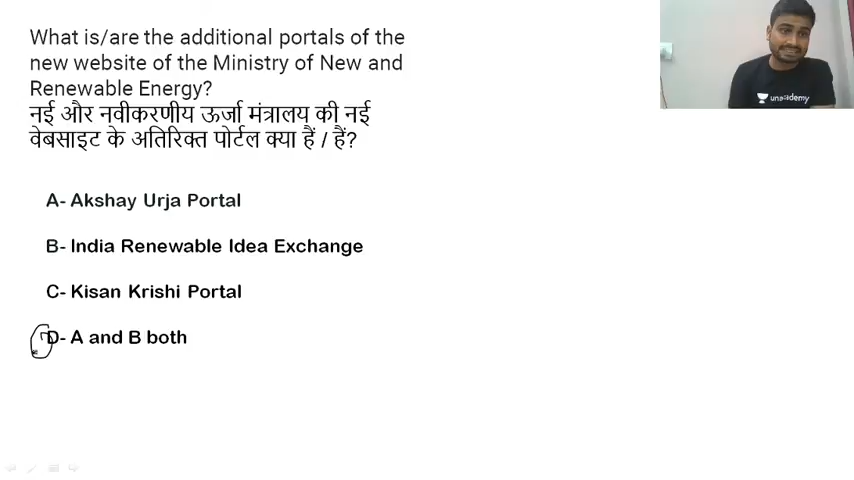 What is/are the additional portals of the
new website of the Ministry of New and
Renewable Energy?
नई और नवीकरणीय ऊर्जा मंत्रालय की नई
वेबसाइट के अतिरिक्त पोर्टल क्या हैं / हैं?
A- Akshay Urja Portal
B- India Renewable Idea Exchange
C- Kisan Krishi Portal
D- A and B both
unacademy